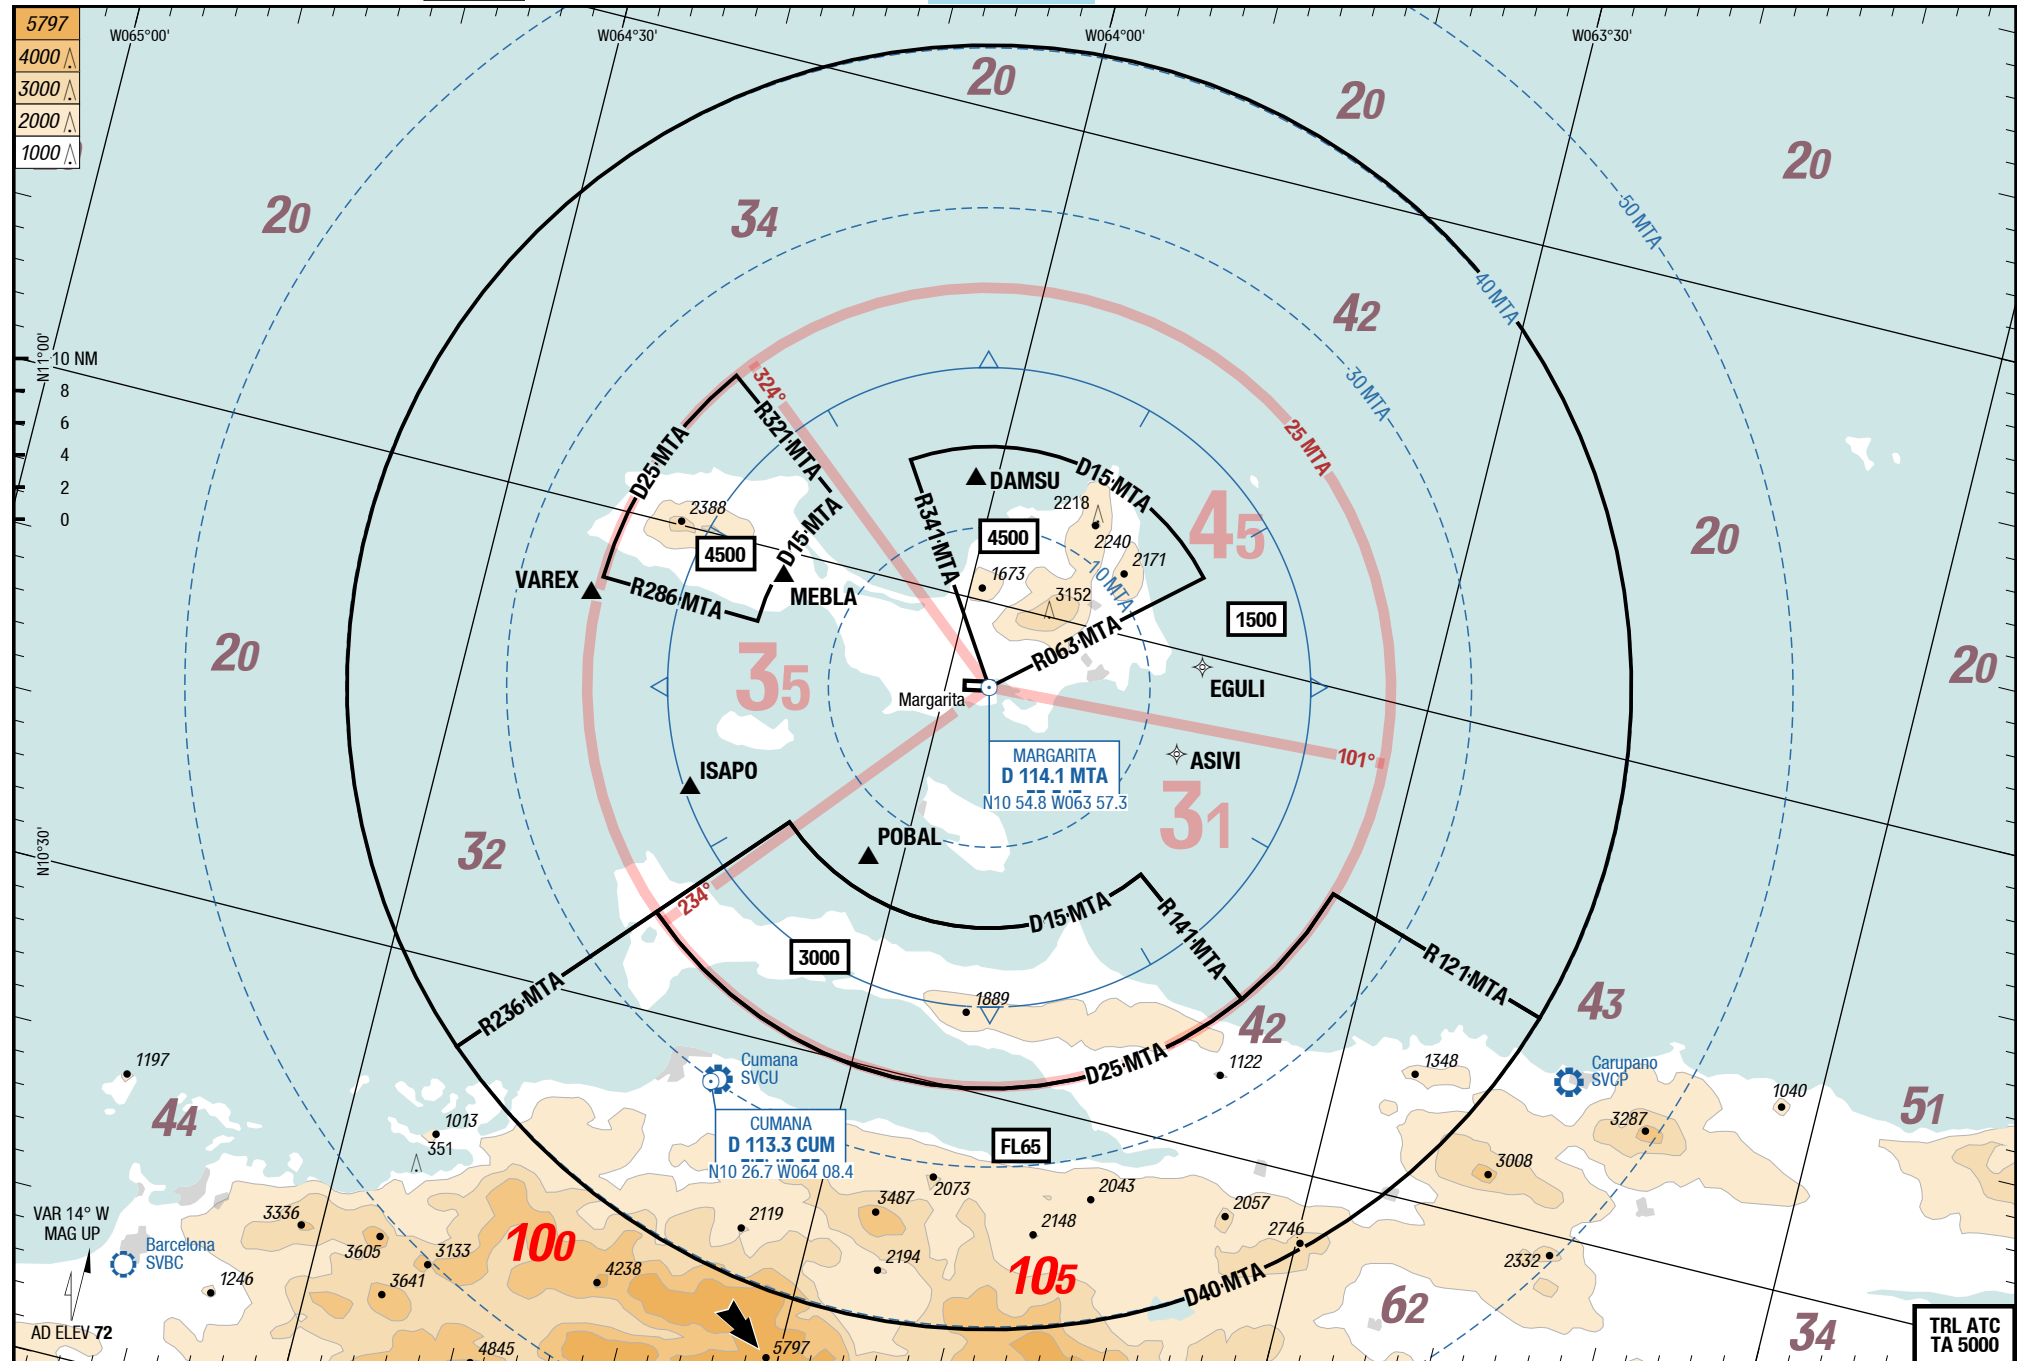 5797
4000
3000
2000
1000
W065°00'
W064°30'
W064°00'
W063°30'
20
20
20
20
34
42
50 MTA
40 MTA
30 MTA
25 MTA
N11°00'
10 NM
8
6
4
2
0
324°
R321 MTA
D25 MTA
D15 MTA
2388
4500
VAREX
R286 MTA
MEBLA
DAMSU
D15 MTA
R341 MTA
4500
2218
2240
2171
1673
10 MTA
3152
R063 MTA
45
1500
20
20
20
35
Margarita
EGULI
ASIVI
101°
MARGARITA
D 114.1 MTA
N10 54.8 W063 57.3
ISAPO
31
POBAL
N10°30'
32
234°
D15 MTA
R141 MTA
R121 MTA
3000
R236 MTA
1889
42
43
D25 MTA
1197
Cumana
SVCU
1122
1348
Carupano
SVCP
1040
44
1013
351
CUMANA
D 113.3 CUM
N10 26.7 W064 08.4
FL65
3287
51
3008
VAR 14° W
MAG UP
3336
3605
3133
100
2119
3487
2073
2043
2148
2057
2746
2332
Barcelona
SVBC
1246
3641
4238
2194
105
D40 MTA
62
34
AD ELEV 72
4845
5797
TRL ATC
TA 5000